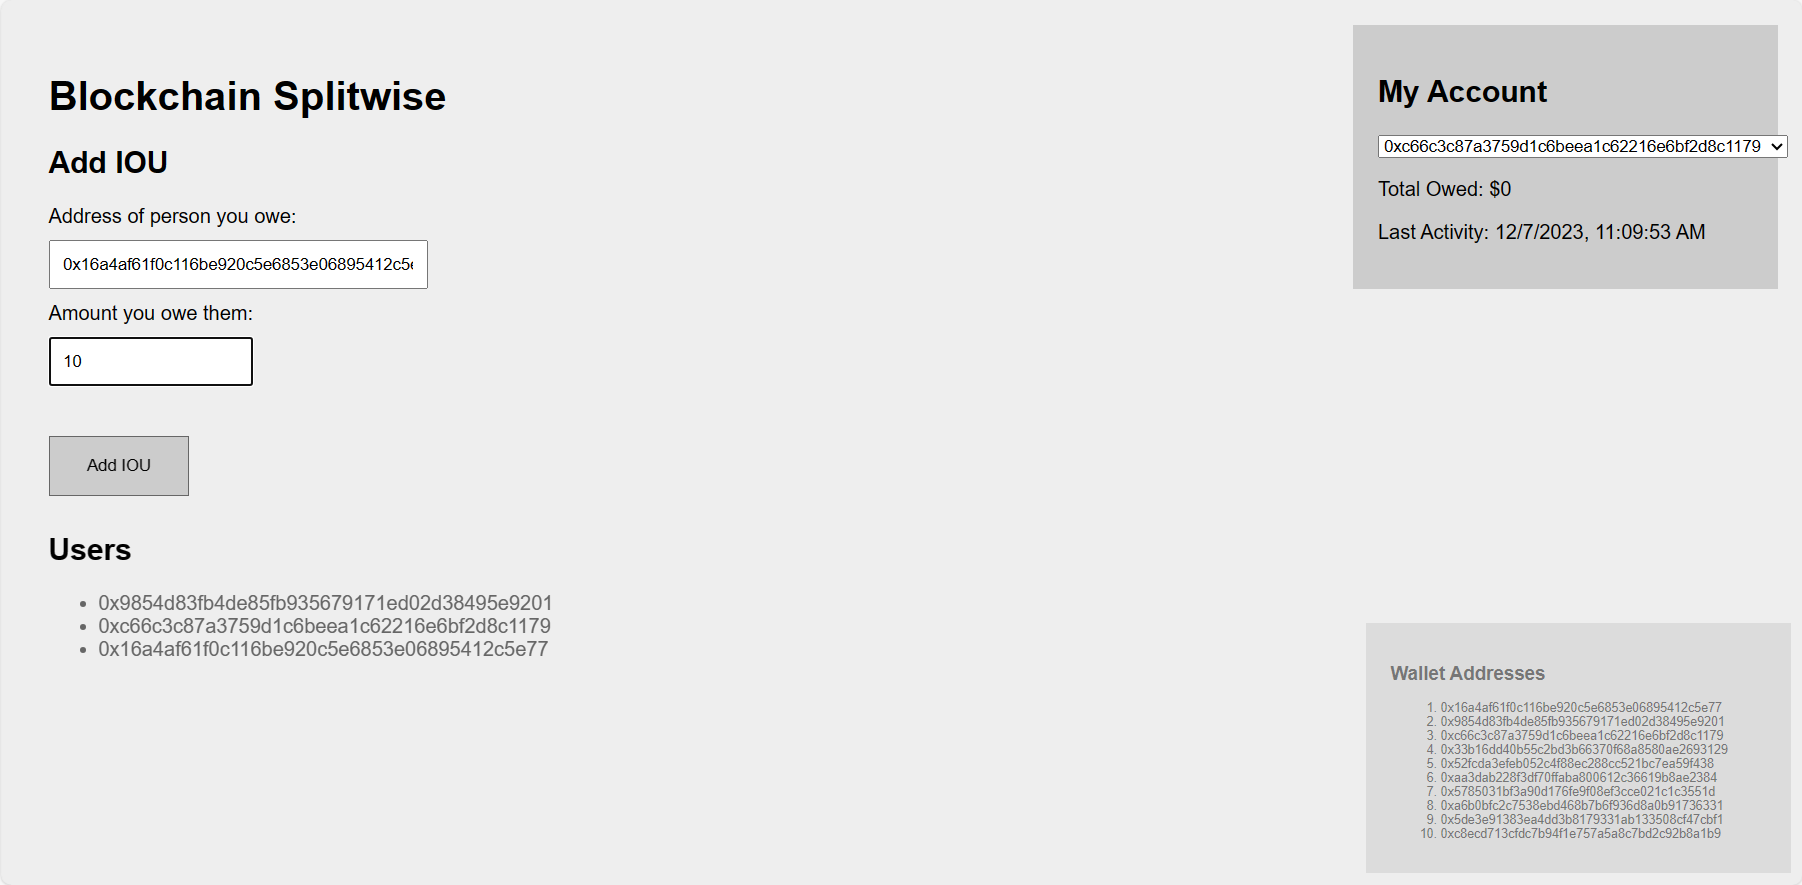 Blockchain Splitwise
Add IOU
Address of person you owe:
0x16a4af61f0c116be920c5e6853e06895412c5e
Amount you owe them:
10
Add IOU
Users
0x9854d83fb4de85fb935679171ed02d38495e9201
0xc66c3c87a3759d1c6beea1c62216e6bf2d8c1179
0x16a4af61f0c116be920c5e6853e06895412c5e77
My Account
0xc66c3c87a3759d1c6beea1c62216e6bf2d8c1179
Total Owed: $0
Last Activity: 12/7/2023, 11:09:53 AM
Wallet Addresses
1. 0x16a4af61f0c116be920c5e6853e06895412c5e77
2. 0x9854d83fb4de85fb935679171ed02d38495e9201
3. 0xc66c3c87a3759d1c6beea1c62216e6bf2d8c1179
4. 0x33b16dd40b55c2bd3b66370f68a8580ae2693129
5. 0x52fcda3efeb052c4f88ec288cc521bc7ea59f438
6. 0xaa3dab228f3df70ffaba800612c36619b8ae2384
7. 0x5785031bf3a90d176fe9f08ef3cce021c1c3551d
8. 0xa6b0bfc2c7538ebd468b7b6f936d8a0b91736331
9. 0x5de3e91383ea4dd3b8179331ab133508cf47cbf1
10. 0xc8ecd713cfdc7b94f1e757a5a8c7bd2c92b8a1b9